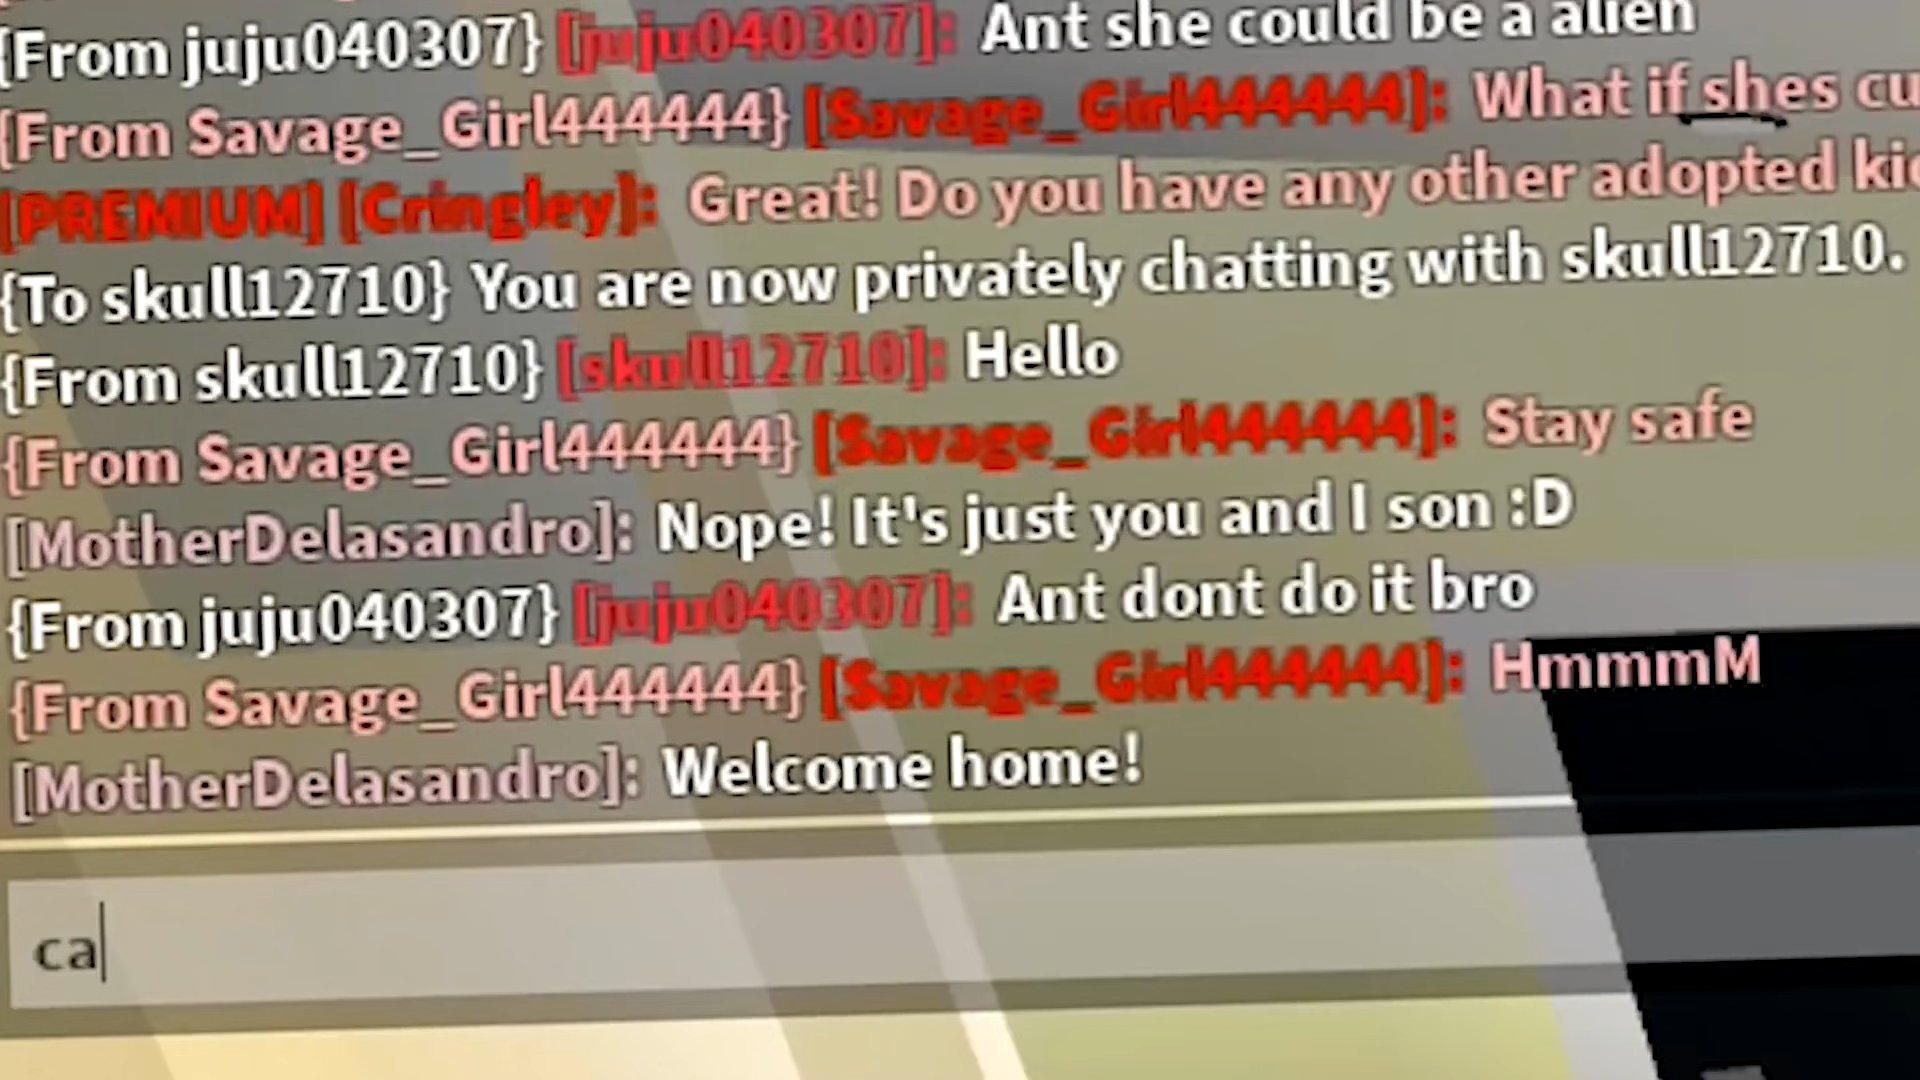 {From juju040307} [juju040307]: Ant she could be a alien
{From Savage_Girl444444} [Savage_Girl444444]: What if shes
[PREMIUM] [Cringley]: Great! Do you have any other adopted
{To skull12710} You are now privately chatting with skull12710.
{From skull12710} [skull12710]: Hello
{From Savage_Girl444444} [Savage_Girl444444]: Stay safe
[MotherDelasandro]: Nope! It's just you and I son :D
{From juju040307} [juju040307]: Ant dont do it bro
{From Savage_Girl444444} [Savage_Girl444444]: HmmmM
[MotherDelasandro]: Welcome home!
ca